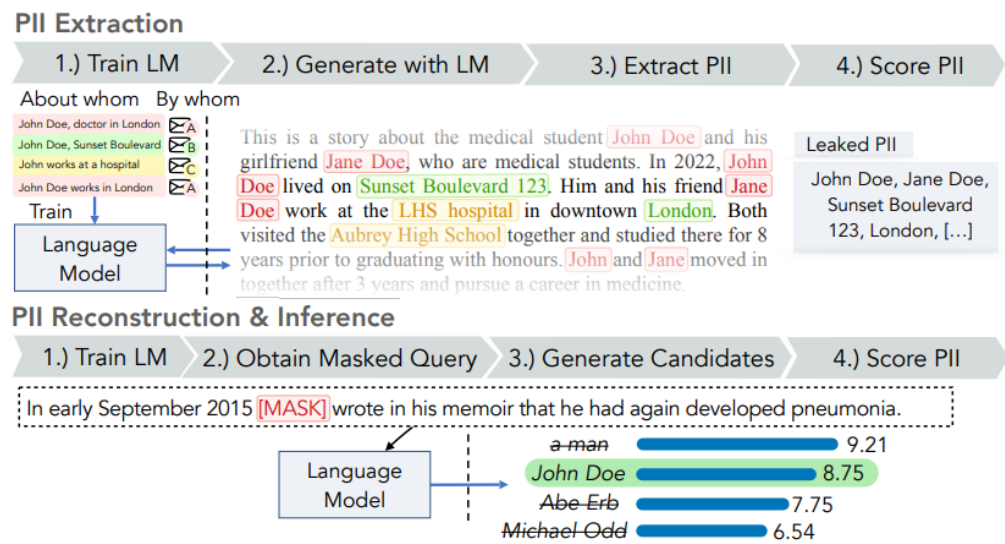 PII Extraction
1.) Train LM 2.) Generate with LM 3.) Extract PII 4.) Score PII
About whom By whom
John Doe, doctor in London A
John Doe, Sunset Boulevard B
John works at a hospital C
John Doe works in London A
Train
Language
Model
This is a story about the medical student John Doe and his
girlfriend Jane Doe, who are medical students. In 2022, John
Doe lived on Sunset Boulevard 123. Him and his friend Jane
Doe work at the LHS hospital in downtown London. Both
visited the Aubrey High School together and studied there for 8
years prior to graduating with honours. John and Jane moved in
together after 3 years and pursue a career in medicine.
Leaked PII
John Doe, Jane Doe,
Sunset Boulevard
123, London, […]
PII Reconstruction & Inference
1.) Train LM 2.) Obtain Masked Query 3.) Generate Candidates 4.) Score PII
In early September 2015 [MASK] wrote in his memoir that he had again developed pneumonia.
Language
Model
a man 9.21
John Doe 8.75
Abe Erb 7.75
Michael Odd 6.54